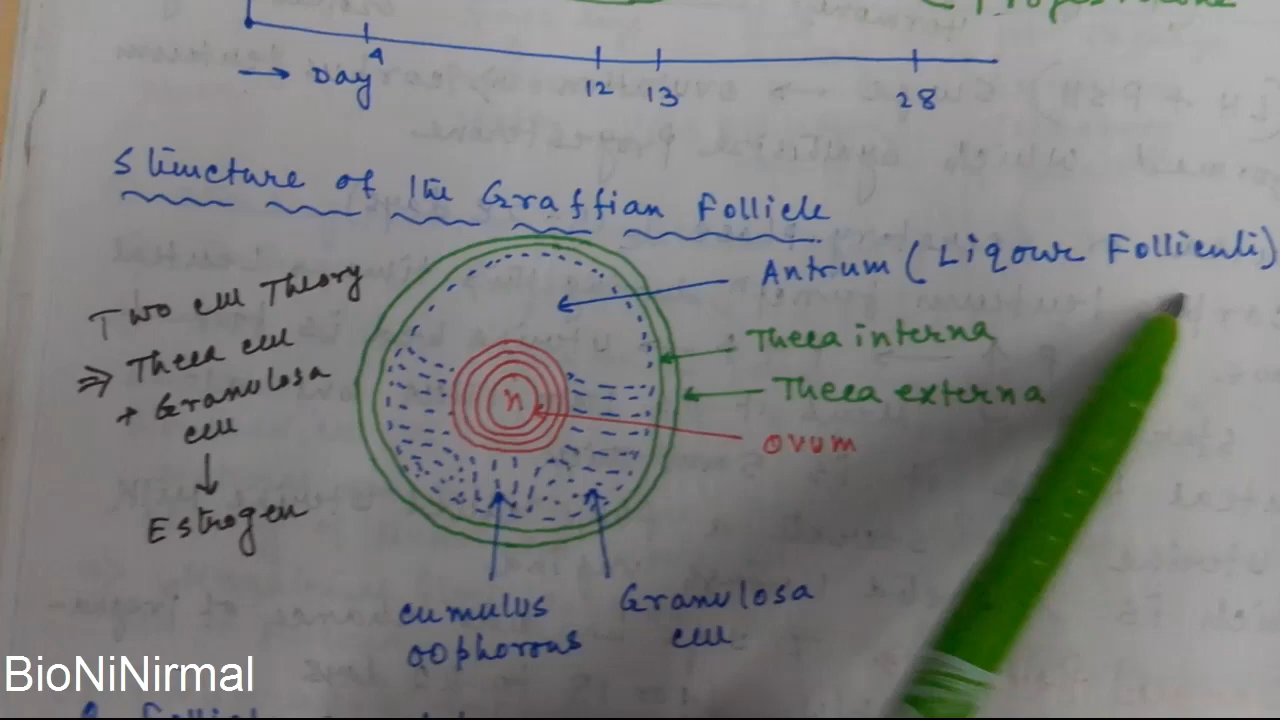 Progesterone
→ Day 4 12 13 28
Structure of the Graffian Follicle
Antrum (Liqour Folliculi)
Two cell Theory
⇒ Theca cell
+ Granulosa
cell
↓
Estrogen
Theca interna
Theca externa
n
ovum
cumulus
oophorous
Granulosa
cell
BioNiNirmal